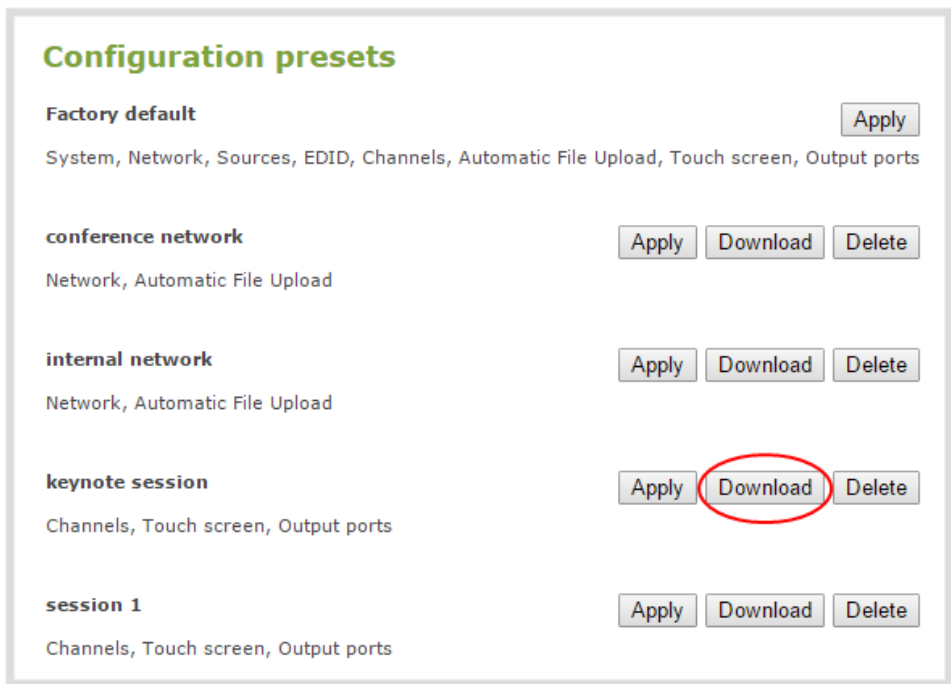 Configuration presets
Factory default
Apply
System, Network, Sources, EDID, Channels, Automatic File Upload, Touch screen, Output ports
conference network
Apply Download Delete
Network, Automatic File Upload
internal network
Apply Download Delete
Network, Automatic File Upload
keynote session
Apply Download Delete
Channels, Touch screen, Output ports
session 1
Apply Download Delete
Channels, Touch screen, Output ports